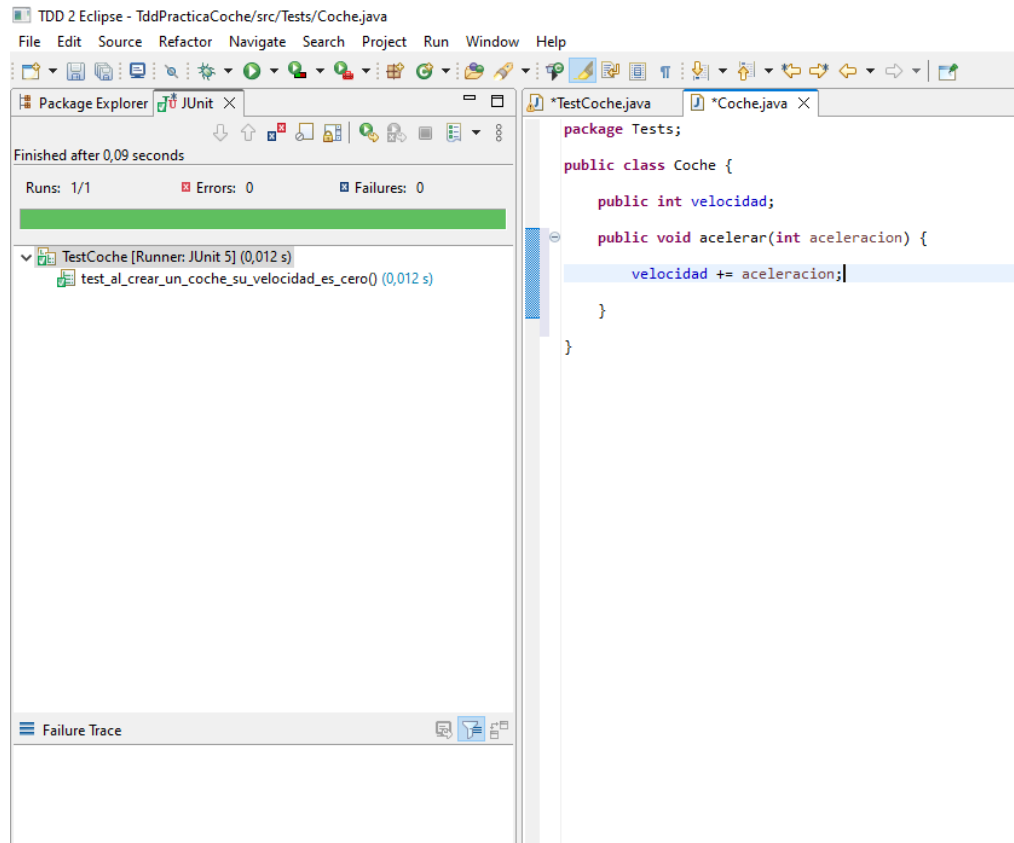 TDD 2 Eclipse - TddPracticaCoche/src/Tests/Coche.java
File Edit Source Refactor Navigate Search Project Run Window Help
Package Explorer JUnit
*TestCoche.java *Coche.java
Finished after 0,09 seconds
Runs: 1/1 Errors: 0 Failures: 0
TestCoche [Runner: JUnit 5] (0,012 s)
test_al_crear_un_coche_su_velocidad_es_cero() (0,012 s)
Failure Trace
package Tests;
public class Coche {
public int velocidad;
public void acelerar(int aceleracion) {
velocidad += aceleracion;
}
}